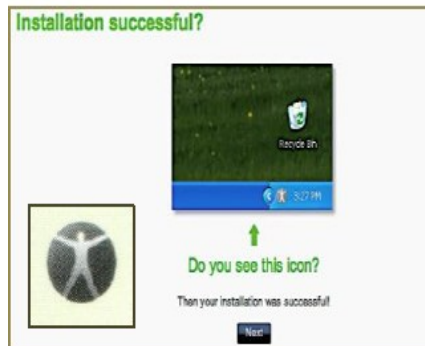 Installation successful?
Recycle Bin
3:27 PM
Do you see this icon?
Then your installation was successful!
Next